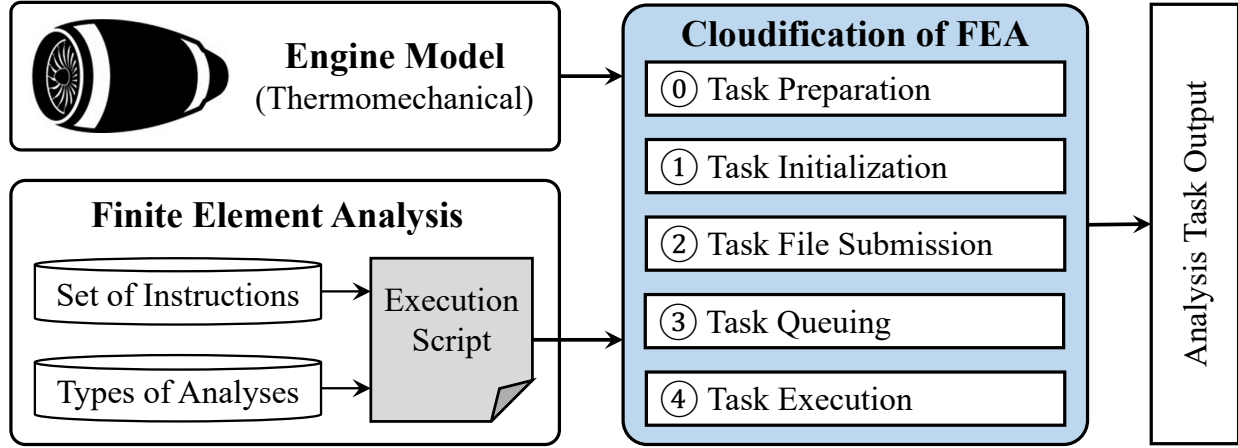 Engine Model
(Thermomechanical)
Finite Element Analysis
Set of Instructions
Types of Analyses
Execution
Script
Cloudification of FEA
⓪ Task Preparation
① Task Initialization
② Task File Submission
③ Task Queuing
④ Task Execution
Analysis Task Output